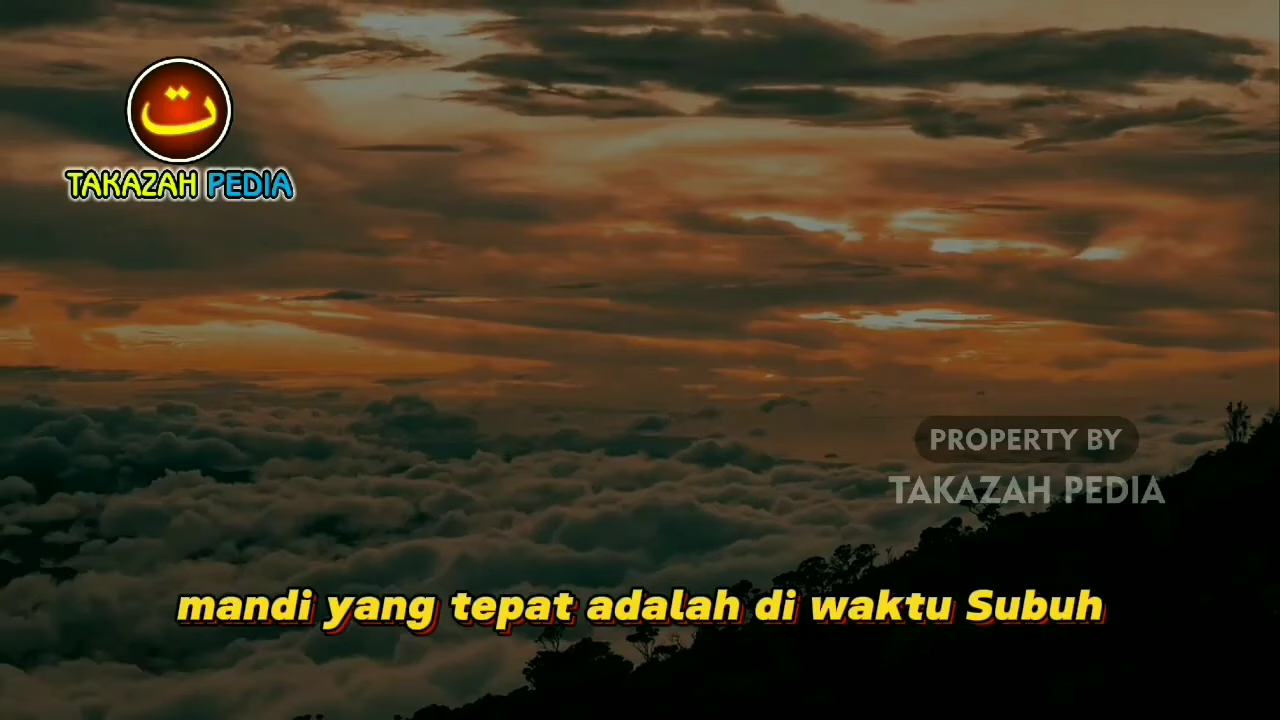 ت
TAKAZAH PEDIA
PROPERTY BY
TAKAZAH PEDIA
mandi yang tepat adalah di waktu Subuh